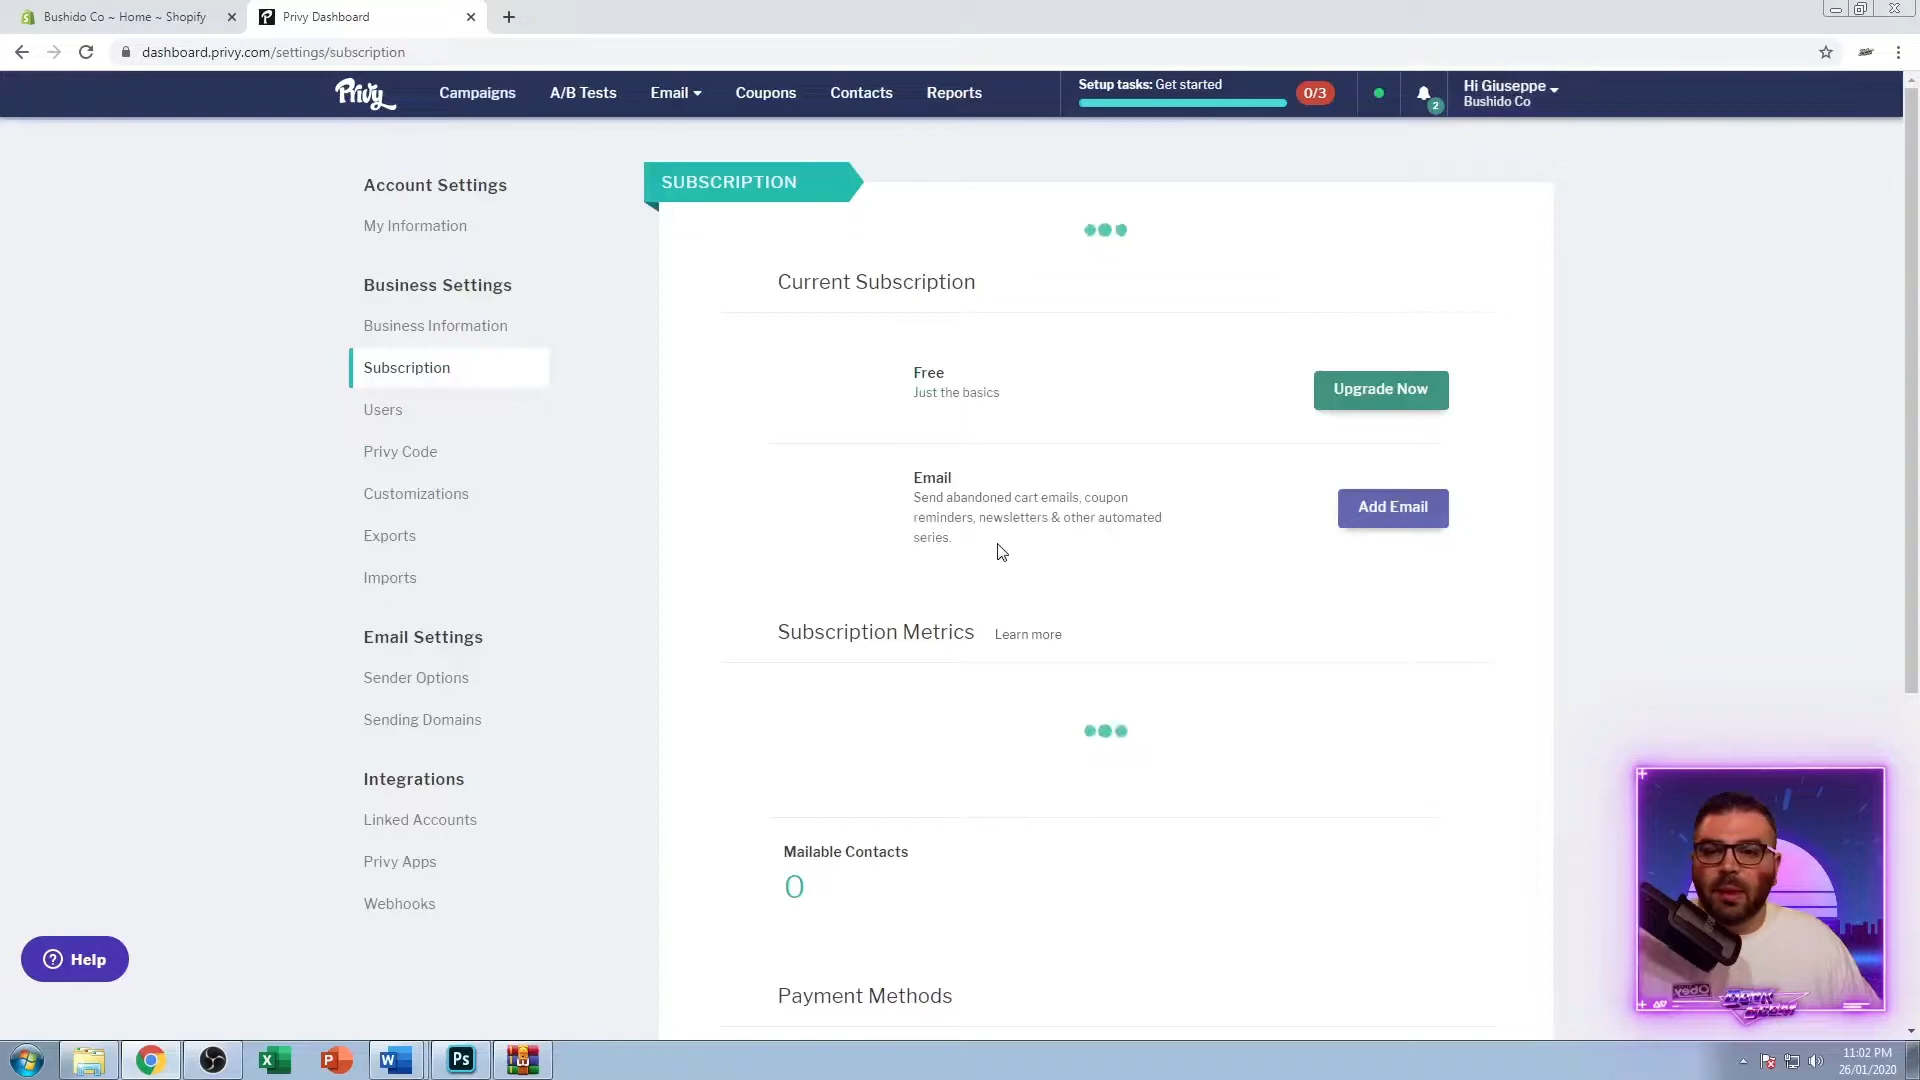 Bushido Co ~ Home ~ Shopify
Privy Dashboard
dashboard.privy.com/settings/subscription
Privy
Campaigns
A/B Tests
Email
Coupons
Contacts
Reports
Setup tasks: Get started
0/3
2
Hi Giuseppe
Bushido Co
Account Settings
My Information
Business Settings
Business Information
Subscription
Users
Privy Code
Customizations
Exports
Imports
Email Settings
Sender Options
Sending Domains
Integrations
Linked Accounts
Privy Apps
Webhooks
Help
SUBSCRIPTION
Current Subscription
Free
Just the basics
Upgrade Now
Email
Send abandoned cart emails, coupon
reminders, newsletters & other automated
series.
Add Email
Subscription Metrics
Learn more
Mailable Contacts
0
Payment Methods
Ps
11:02 PM
26/01/2020